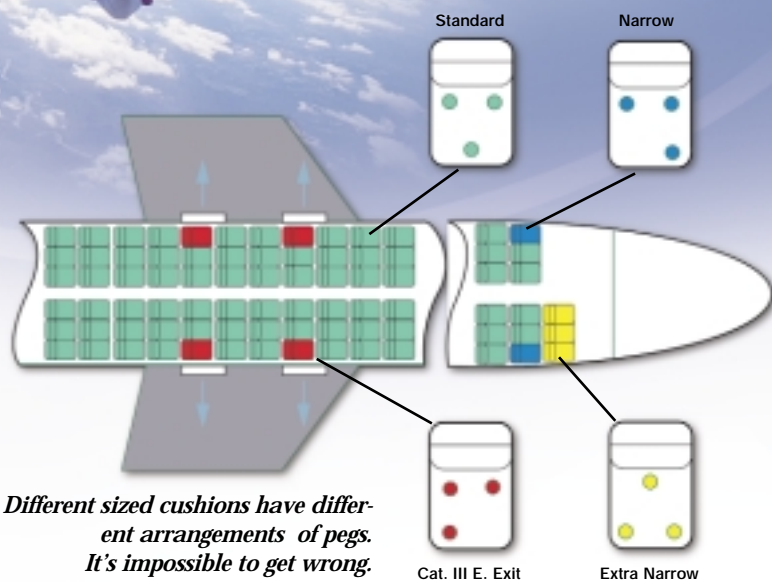 Standard
Narrow
Different sized cushions have differ-
ent arrangements of pegs.
It's impossible to get wrong.
Cat. III E. Exit
Extra Narrow